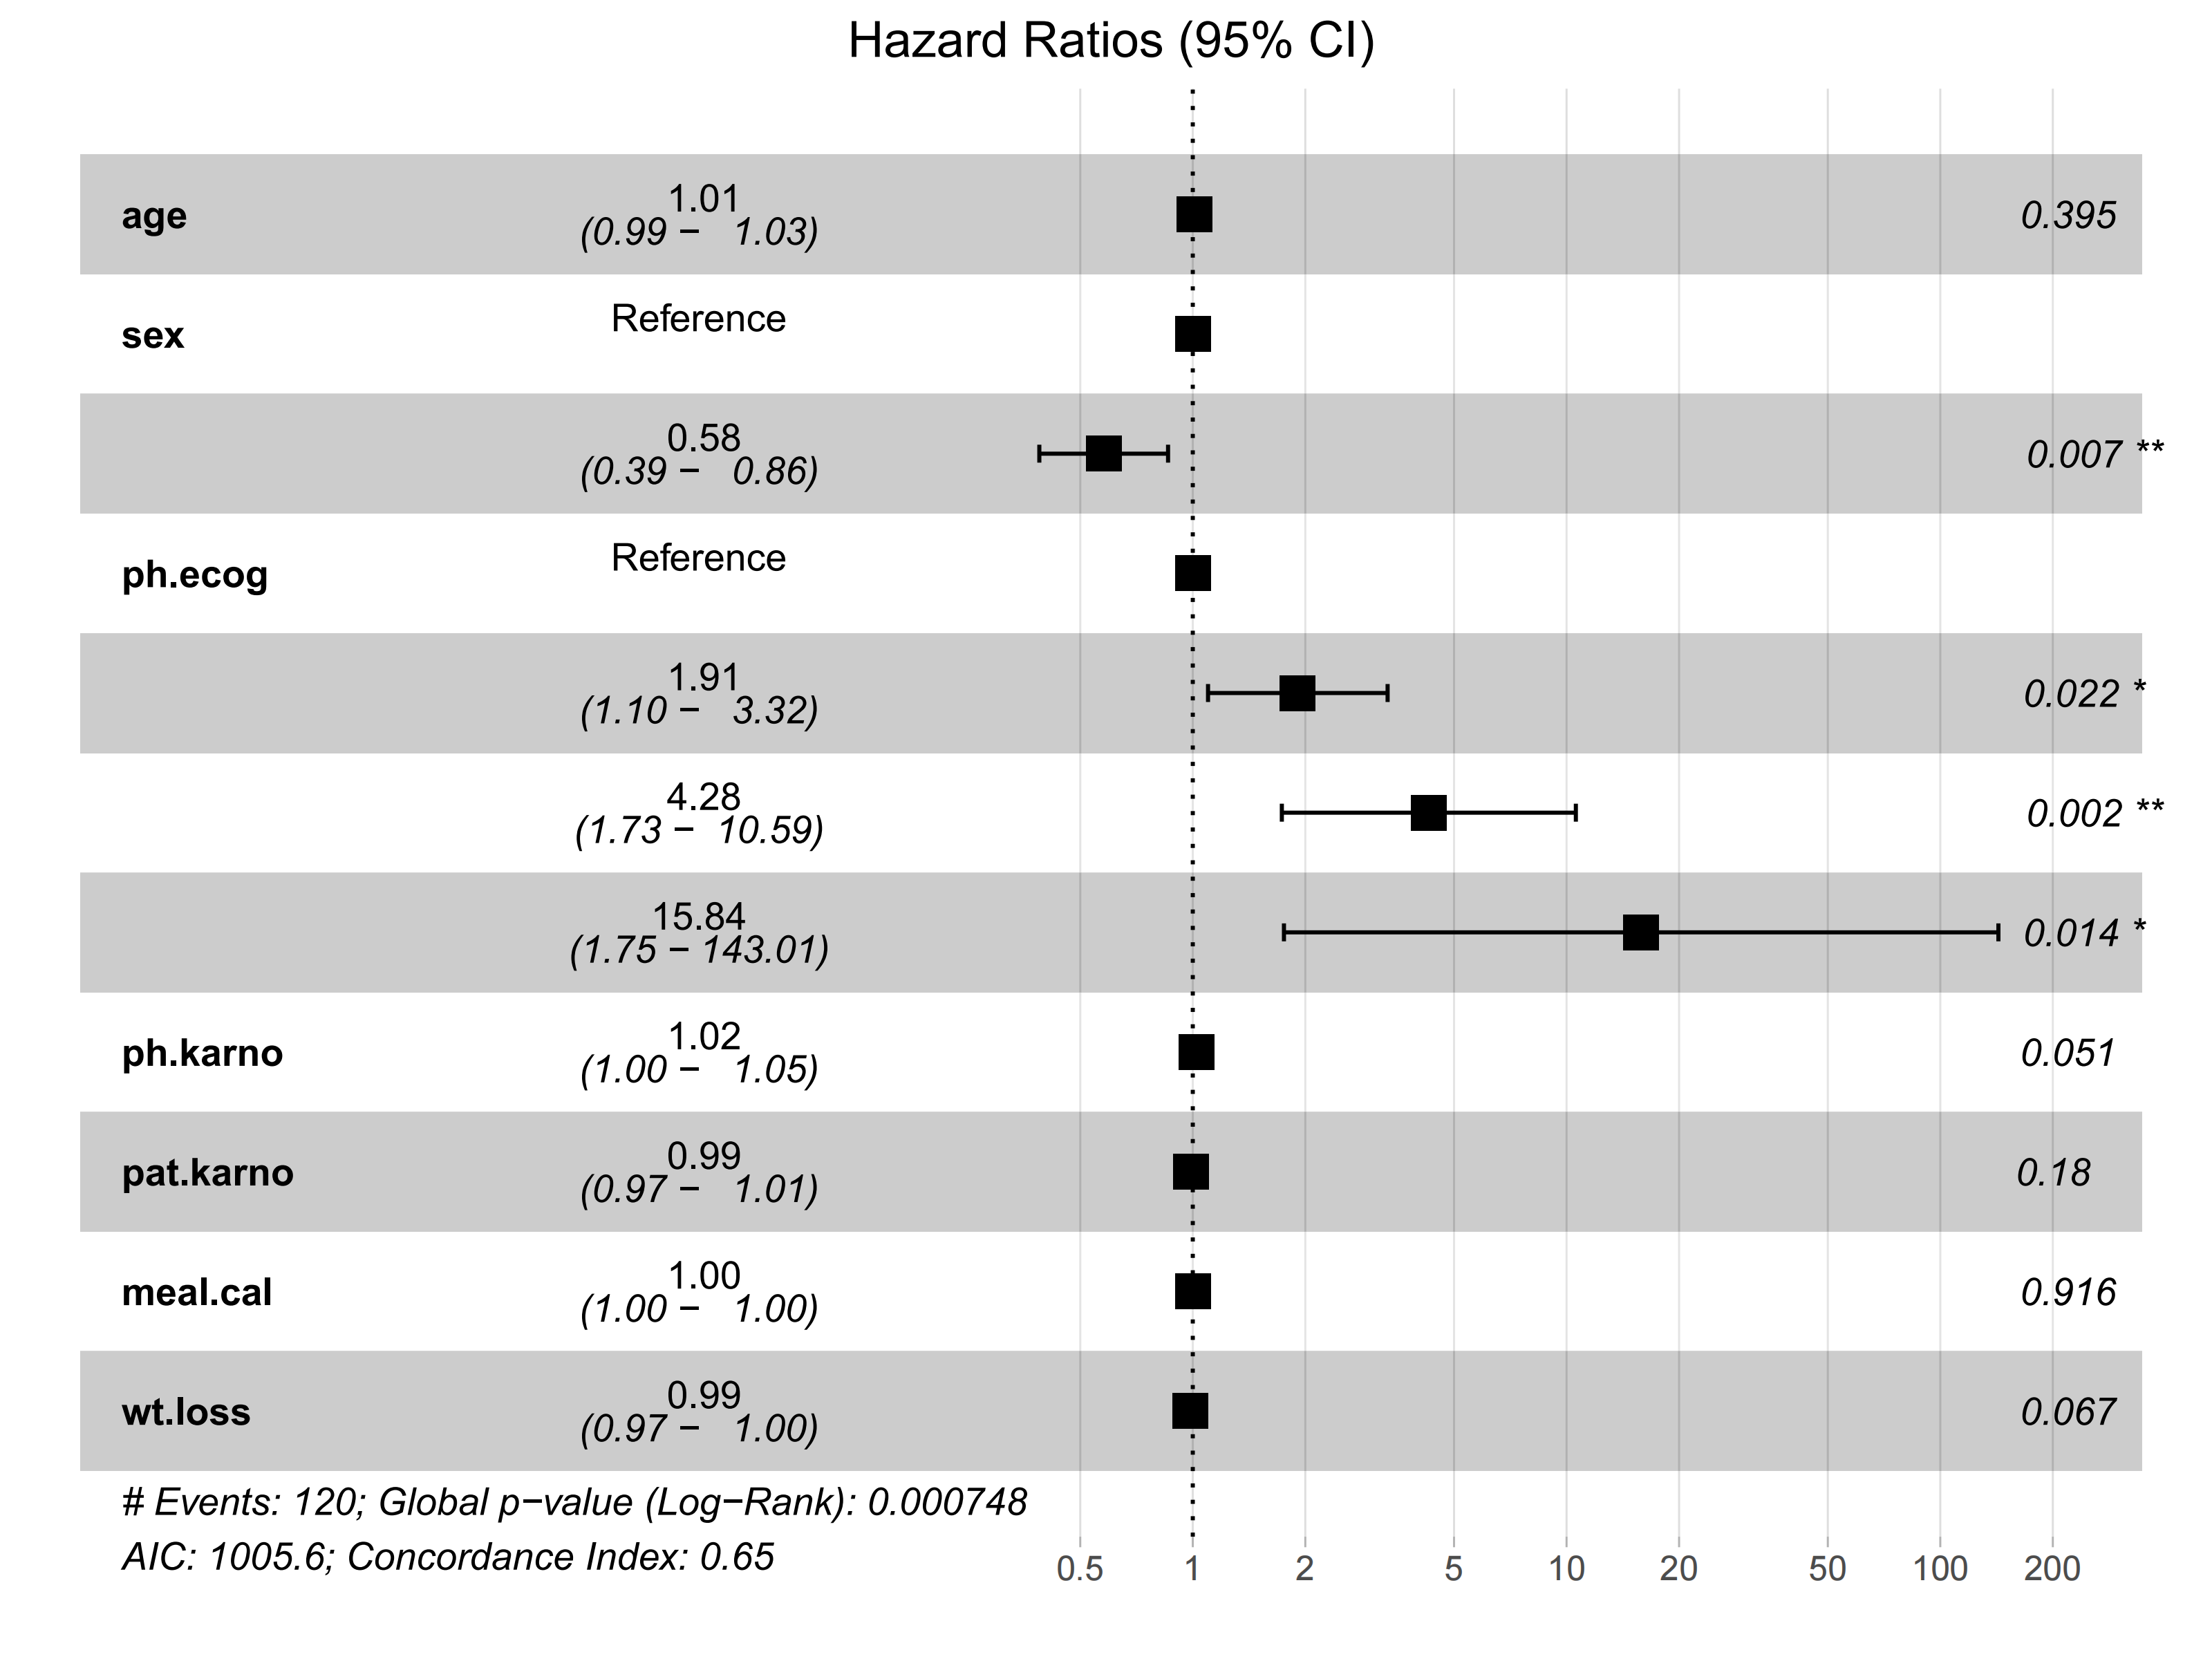 Hazard Ratios (95% CI)
age 1.01 0.395
(0.99 − 1.03)
sex Reference
0.58 0.007 **
(0.39 − 0.86)
ph.ecog Reference
1.91 0.022 *
(1.10 − 3.32)
4.28 0.002 **
(1.73 − 10.59)
15.84 0.014 *
(1.75 − 143.01)
ph.karno 1.02 0.051
(1.00 − 1.05)
pat.karno 0.99 0.18
(0.97 − 1.01)
meal.cal 1.00 0.916
(1.00 − 1.00)
wt.loss 0.99 0.067
(0.97 − 1.00)
# Events: 120; Global p−value (Log−Rank): 0.000748
AIC: 1005.6; Concordance Index: 0.65
0.5 1 2 5 10 20 50 100 200